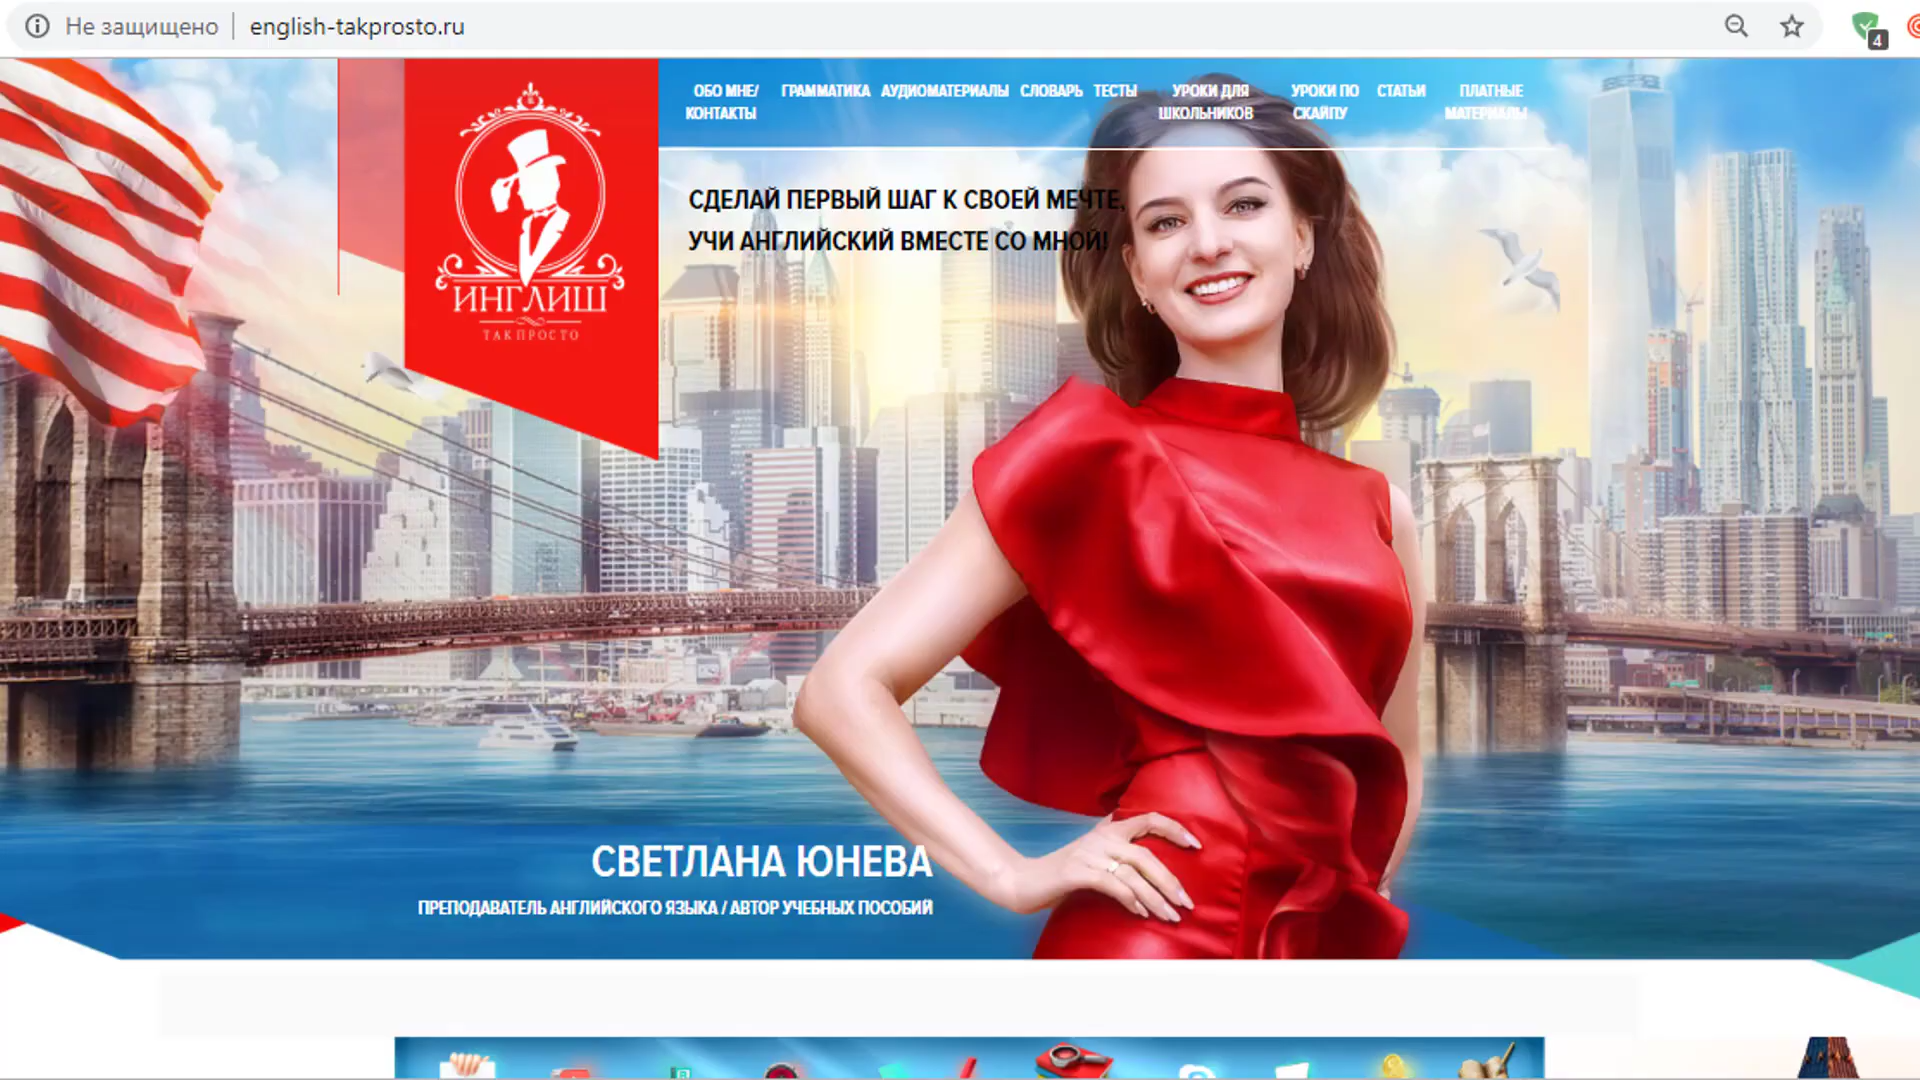 Не защищено
english-takprosto.ru
4
ОБО МНЕ/ ГРАММАТИКА АУДИОМАТЕРИАЛЫ СЛОВАРЬ ТЕСТЫ УРОКИ ДЛЯ УРОКИ ПО СТАТЬИ ПЛАТНЫЕ
КОНТАКТЫ ШКОЛЬНИКОВ СКАЙПУ МАТЕРИАЛЫ
СДЕЛАЙ ПЕРВЫЙ ШАГ К СВОЕЙ МЕЧТЕ,
УЧИ АНГЛИЙСКИЙ ВМЕСТЕ СО МНОЙ!
ИНГЛИШ
ТАКПРОСТО
СВЕТЛАНА ЮНЕВА
ПРЕПОДАВАТЕЛЬ АНГЛИЙСКОГО ЯЗЫКА / АВТОР УЧЕБНЫХ ПОСОБИЙ